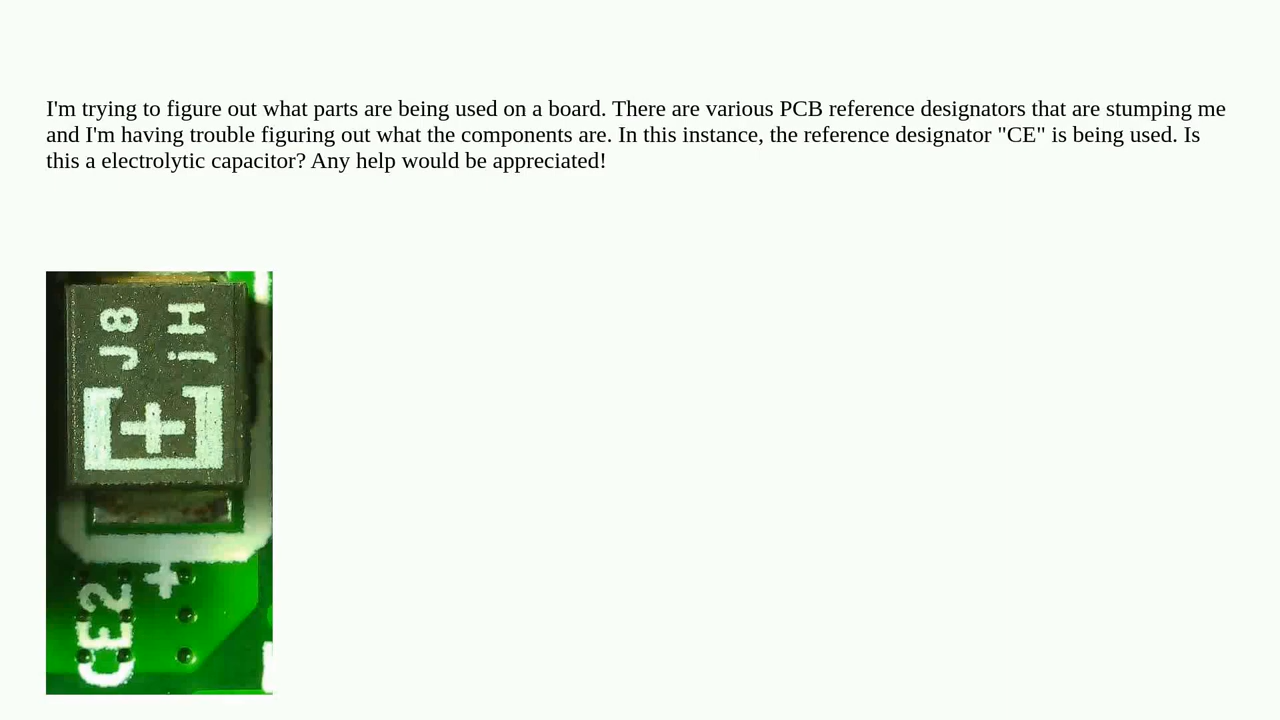 I'm trying to figure out what parts are being used on a board. There are various PCB reference designators that are stumping me
and I'm having trouble figuring out what the components are. In this instance, the reference designator "CE" is being used. Is
this a electrolytic capacitor? Any help would be appreciated!
J8
jH
+
CE2
+